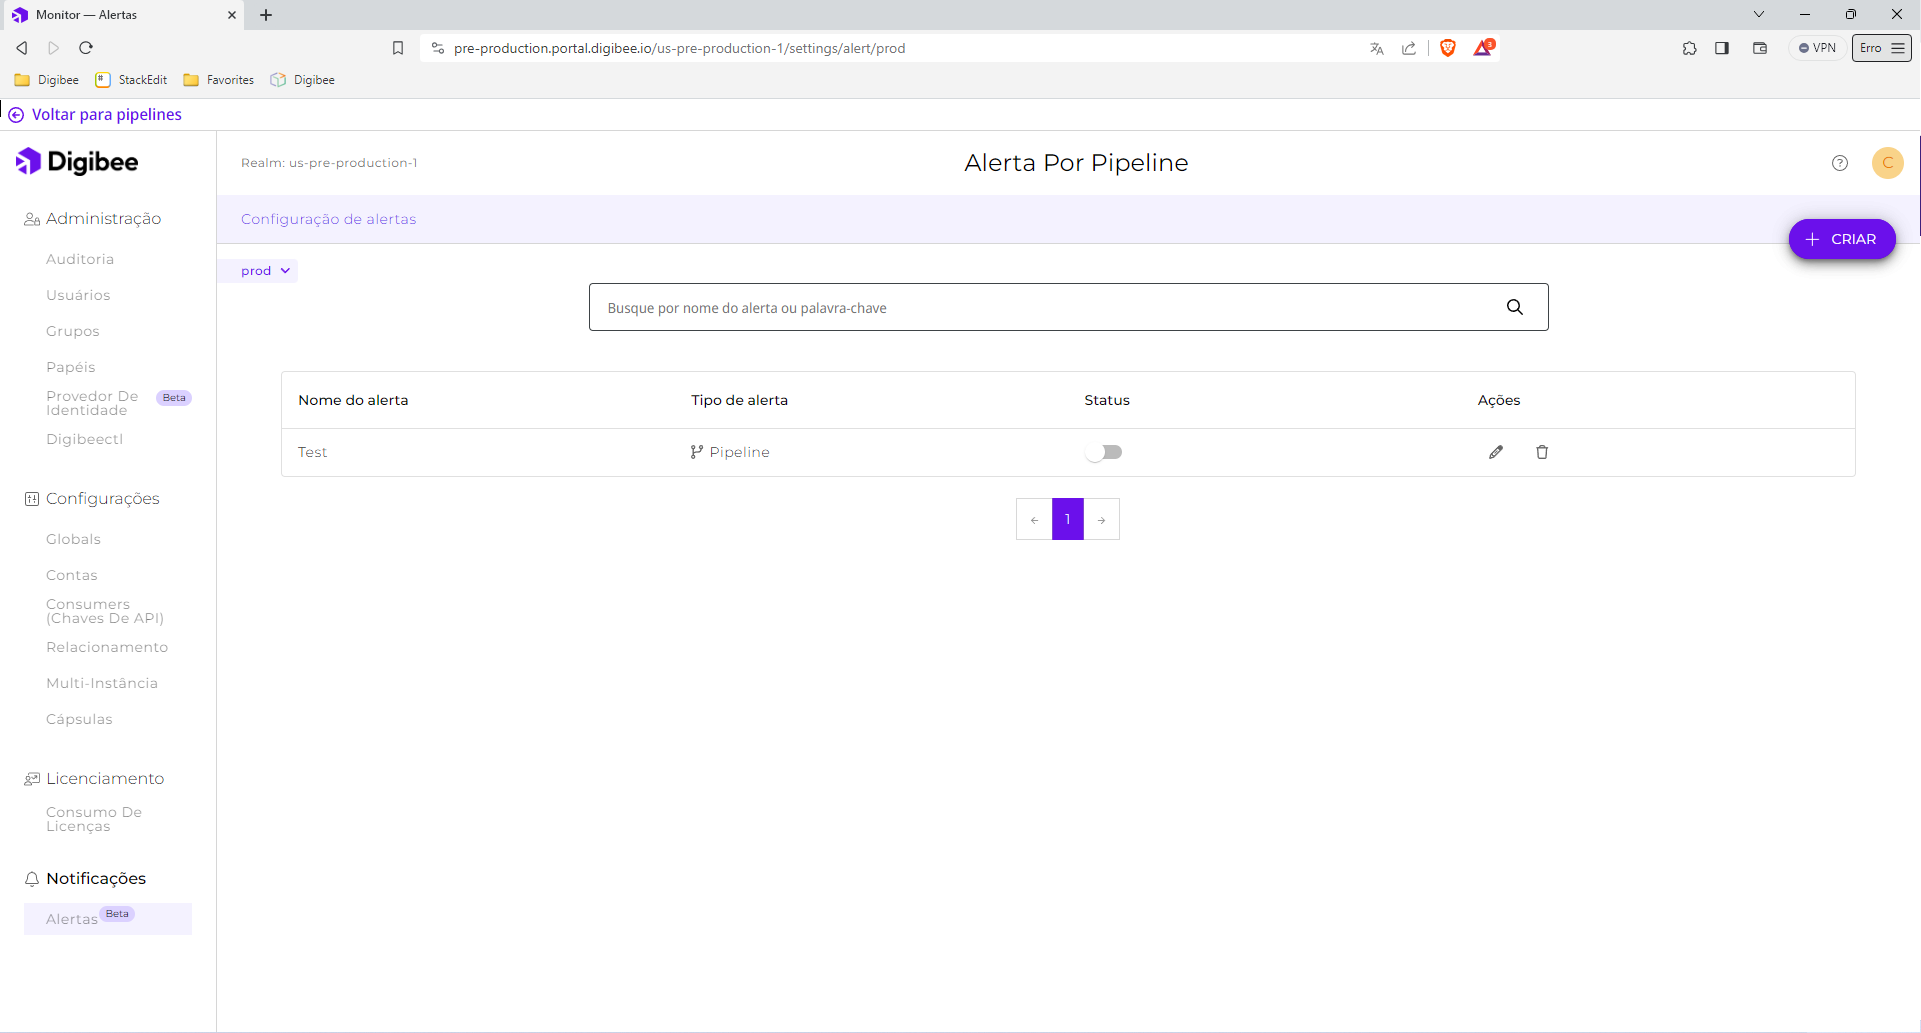 Monitor — Alertas
pre-production.portal.digibee.io/us-pre-production-1/settings/alert/prod
3
VPN
Erro
Digibee
StackEdit
Favorites
Digibee
Voltar para pipelines
Digibee
Realm: us-pre-production-1
Alerta Por Pipeline
C
Configuração de alertas
CRIAR
prod
Busque por nome do alerta ou palavra-chave
Nome do alerta Tipo de alerta Status Ações
Test Pipeline
← 1 →
Administração
Auditoria
Usuários
Grupos
Papéis
Provedor De
Identidade
Beta
Digibeectl
Configurações
Globals
Contas
Consumers
(Chaves De API)
Relacionamento
Multi-Instância
Cápsulas
Licenciamento
Consumo De
Licenças
Notificações
Alertas Beta